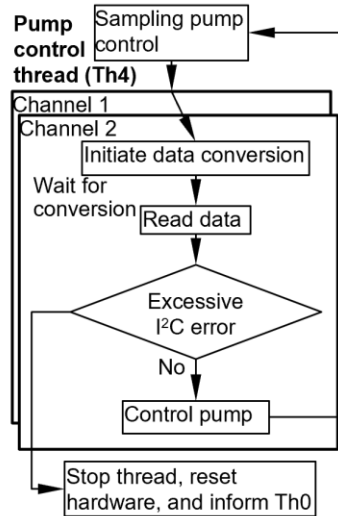 Pump
control
thread (Th4)
Sampling pump
control
Channel 1
Channel 2
Initiate data conversion
Wait for
conversion
Read data
Excessive
I²C error
No
Control pump
Stop thread, reset
hardware, and inform Th0